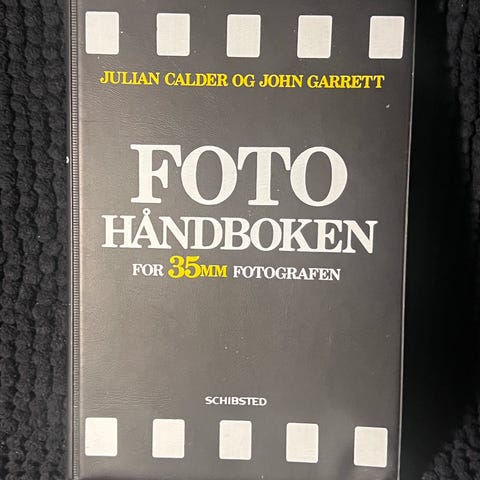 JULIAN CALDER OG JOHN GARRETT
FOTO
HÅNDBOKEN
FOR 35MM FOTOGRAFEN
SCHIBSTED